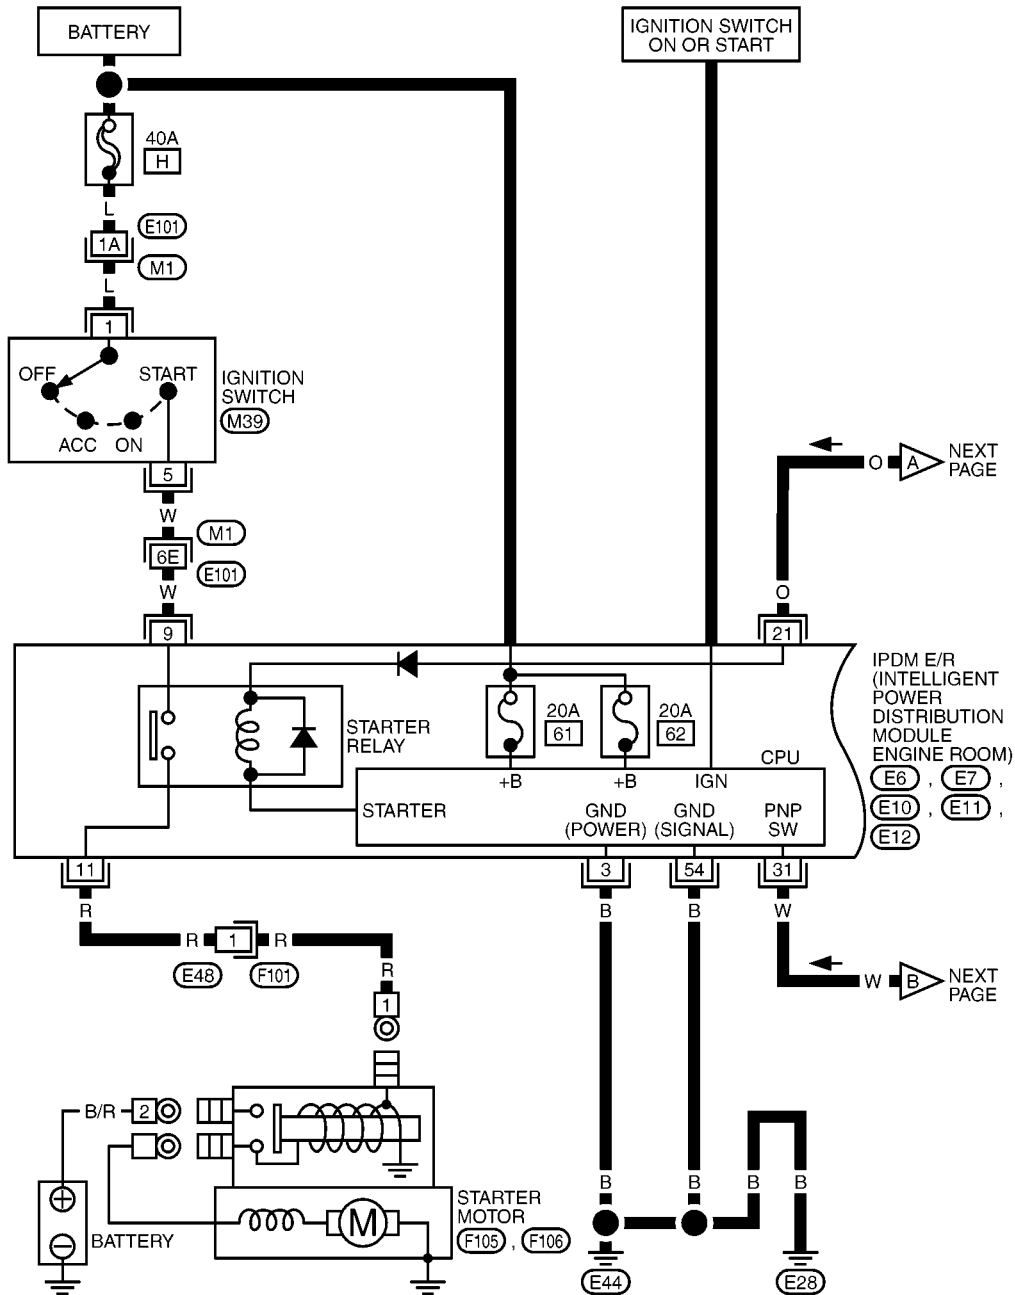 BATTERY
IGNITION SWITCH
ON OR START
40A
H
L
E101
1A
M1
L
1
OFF
START
ACC ON
IGNITION
SWITCH
M39
5
W
M1
6E
E101
W
9
O
A
NEXT
PAGE
O
21
STARTER
RELAY
20A
61
20A
62
CPU
+B
+B
IGN
STARTER
GND
(POWER)
GND
(SIGNAL)
PNP
SW
IPDM E/R
(INTELLIGENT
POWER
DISTRIBUTION
MODULE
ENGINE ROOM)
E6 , E7 ,
E10 , E11 ,
E12
11
3
54
31
R
B
B
W
R
1
R
E48
F101
R
1
W
B
NEXT
PAGE
B/R
2
M
STARTER
MOTOR
F105 , F106
+
−
BATTERY
B
B
B
B
E44
E28